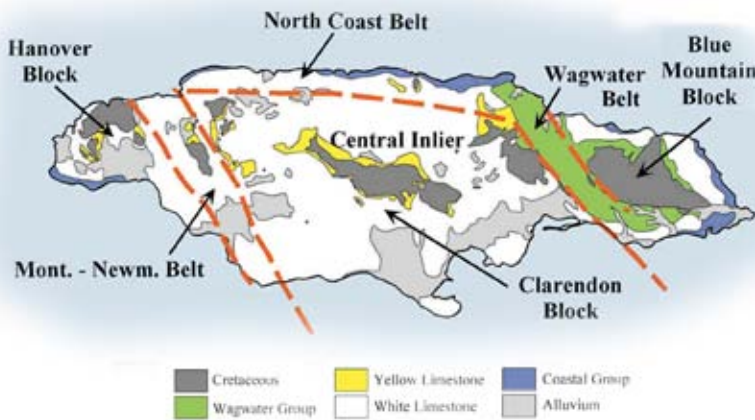 North Coast Belt
Hanover
Block
Wagwater
Belt
Blue
Mountain
Block
Central Inlier
Mont. - Newm. Belt
Clarendon
Block
Cretaceous
Yellow Limestone
Coastal Group
Wagwater Group
White Limestone
Alluvium